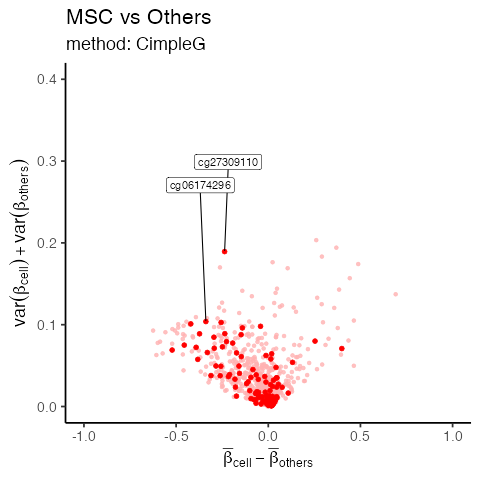 MSC vs Others
method: CimpleG
0.4
0.3
0.2
0.1
0.0
var(βcell) + var(βothers)
cg27309110
cg06174296
-1.0 -0.5 0.0 0.5 1.0
β̅cell − β̅others